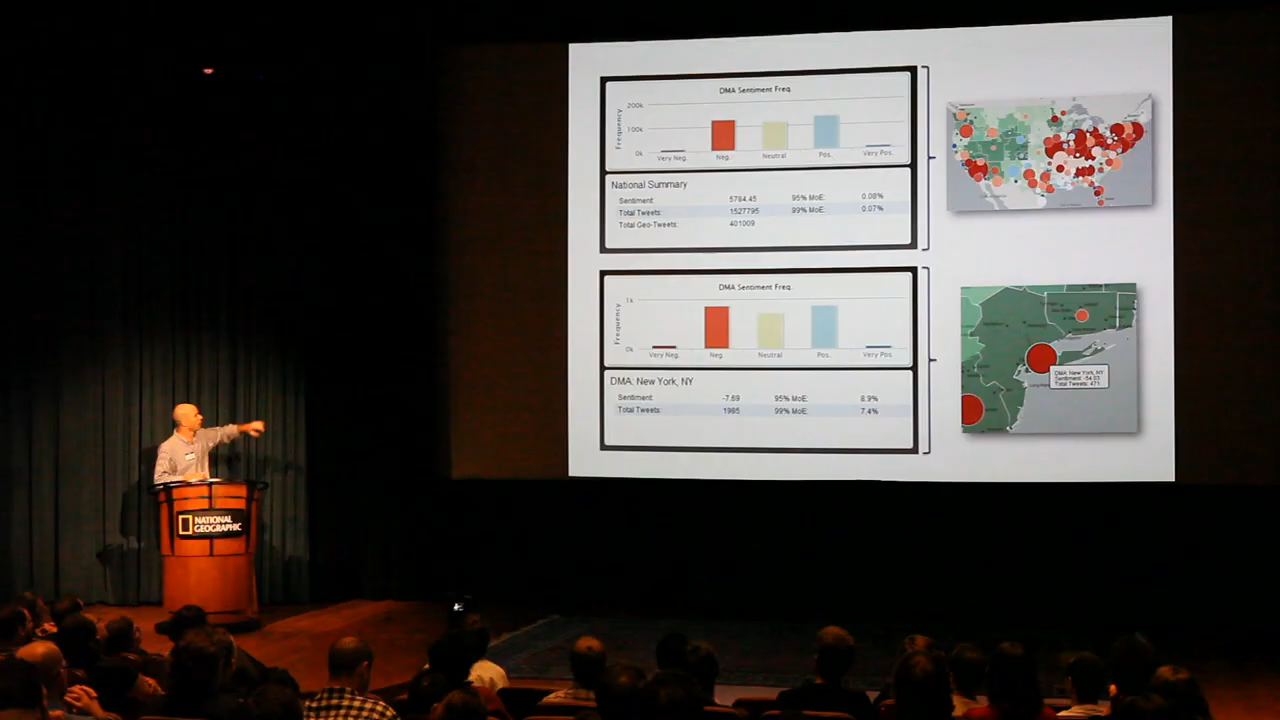 DMA Sentiment Freq.
200k
100k
0k
Frequency
Very Neg. Neg. Neutral Pos. Very Pos.
National Summary
Sentiment: 5784.45 95% MoE: 0.08%
Total Tweets: 1527795 99% MoE: 0.07%
Total Geo-Tweets: 401009
DMA Sentiment Freq.
1k
0k
Frequency
Very Neg. Neg. Neutral Pos. Very Pos.
DMA: New York, NY
Sentiment: -7.69 95% MoE: 8.9%
Total Tweets: 1985 99% MoE: 7.4%
DMA: New York, NY
Sentiment: -54.03
Total Tweets: 471
NATIONAL
GEOGRAPHIC